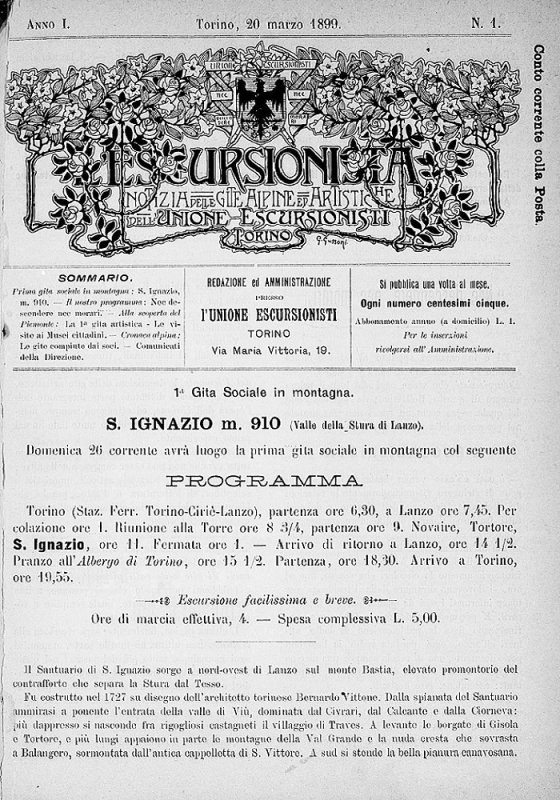 ANNO I.
Torino, 20 marzo 1899.
N. 1.
Conto corrente colla Posta.
UNIONE ESCURSIONISTI
NEC
NEC
ESCURSIONISTA
NOTIZIA DELLE GITE ALPINE ET ARTISTICHE
DELL'UNIONE ESCURSIONISTI
TORINO
SOMMARIO.
Prima gita sociale in montagna: S. Ignazio,
m. 910. — Il nostro programma: Nec de-
scendere nec morari. — Alla scoperta del
Piemonte: La 1ª gita artistica - Le vi-
site ai Musei cittadini. — Cronaca alpina:
Le gite compiute dai soci. — Comunicati
della Direzione.
REDAZIONE ed AMMINISTRAZIONE
PRESSO
l'UNIONE ESCURSIONISTI
TORINO
Via Maria Vittoria, 19.
Si pubblica una volta al mese.
Ogni numero centesimi cinque.
Abbonamento annuo (a domicilio) L. 1.
Per le inserzioni
rivolgersi all'Amministrazione.
1ª Gita Sociale in montagna.
S. IGNAZIO m. 910 (Valle della Stura di Lanzo).
Domenica 26 corrente avrà luogo la prima gita sociale in montagna col seguente
PROGRAMMA
Torino (Staz. Ferr. Torino-Ciriè-Lanzo), partenza ore 6,30, a Lanzo ore 7,45. Per
colazione ore 1. Riunione alla Torre ore 8 3/4, partenza ore 9. Novaire, Tortore,
S. Ignazio, ore 11. Fermata ore 1. — Arrivo di ritorno a Lanzo, ore 14 1/2.
Pranzo all'Albergo di Torino, ore 15 1/2. Partenza, ore 18,30. Arrivo a Torino,
ore 19,55.
Escursione facilissima e breve.
Ore di marcia effettiva, 4. — Spesa complessiva L. 5,00.
Il Santuario di S. Ignazio sorge a nord-ovest di Lanzo sul monte Bastia, elevato promontorio del
contrafforte che separa la Stura dal Tesso.
Fu costrutto nel 1727 su disegno dell'architetto torinese Bernardo Vittone. Dalla spianata del Santuario
ammirasi a ponente l'entrata della valle di Viù, dominata dal Civrari, dal Calcante e dalla Ciorneva:
più dappresso si nasconde fra rigogliosi castagneti il villaggio di Traves. A levante le borgate di Gisola
e Tortore, e più lungi appaiono in parte le montagne della Val Grande e la nuda cresta che sovrasta
a Balangero, sormontata dall'antica cappelletta di S. Vittore. A sud si stende la bella pianura canavosana.